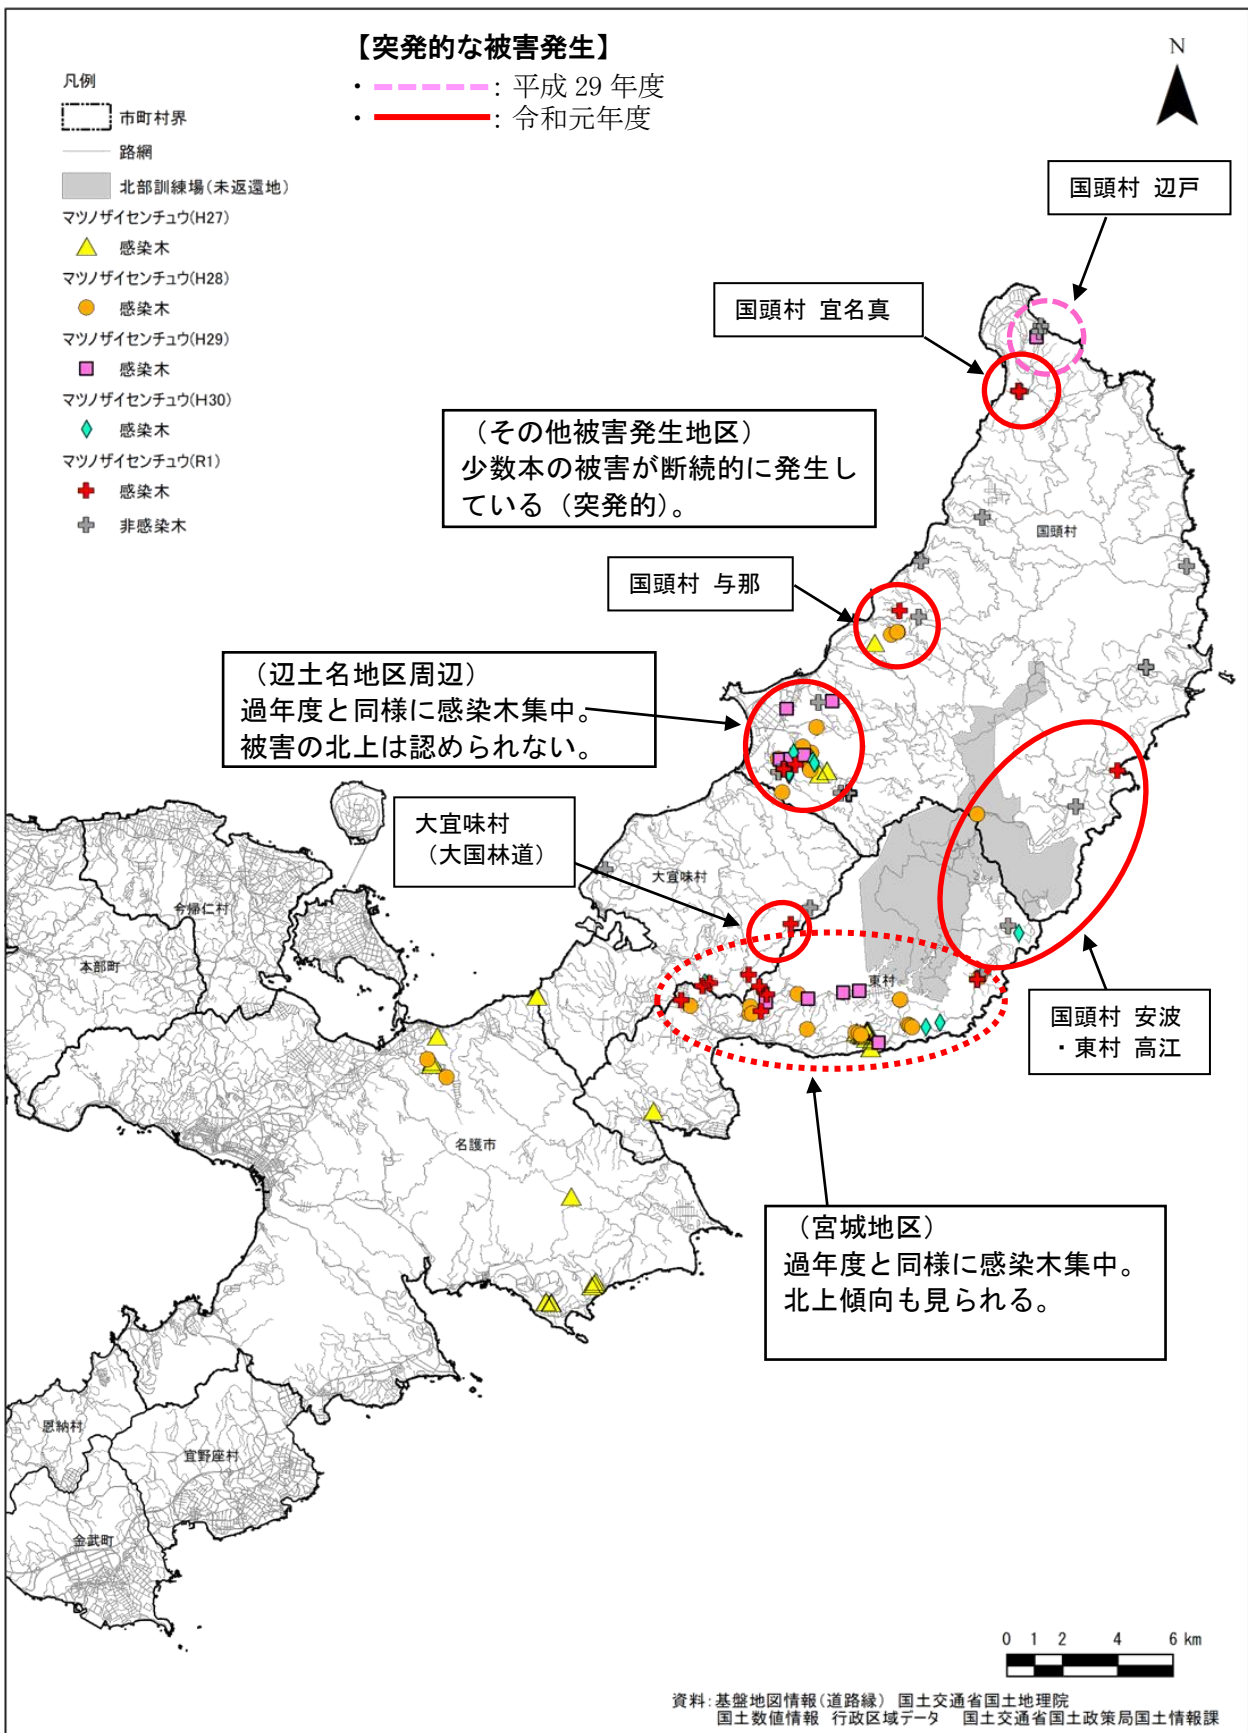 【突発的な被害発生】
・ : 平成 29 年度
・ : 令和元年度
N
凡例
市町村界
路網
北部訓練場(未返還地)
マツノザイセンチュウ(H27)
感染木
マツノザイセンチュウ(H28)
感染木
マツノザイセンチュウ(H29)
感染木
マツノザイセンチュウ(H30)
感染木
マツノザイセンチュウ(R1)
感染木
非感染木
国頭村 辺戸
国頭村 宜名真
（その他被害発生地区）
少数本の被害が断続的に発生し
ている（突発的）。
国頭村
国頭村 与那
（辺土名地区周辺）
過年度と同様に感染木集中。
被害の北上は認められない。
大宜味村
（大国林道）
大宜味村
今帰仁村
本部町
東村
国頭村 安波
・東村 高江
名護市
（宮城地区）
過年度と同様に感染木集中。
北上傾向も見られる。
恩納村
宜野座村
金武町
0 1 2 4 6 km
資料：基盤地図情報(道路縁) 国土交通省国土地理院
国土数値情報 行政区域データ 国土交通省国土政策局国土情報課